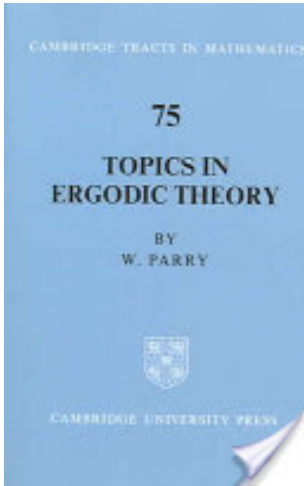 CAMBRIDGE TRACTS IN MATHEMATICS
75
TOPICS IN
ERGODIC THEORY
BY
W. PARRY
CAMBRIDGE UNIVERSITY PRESS